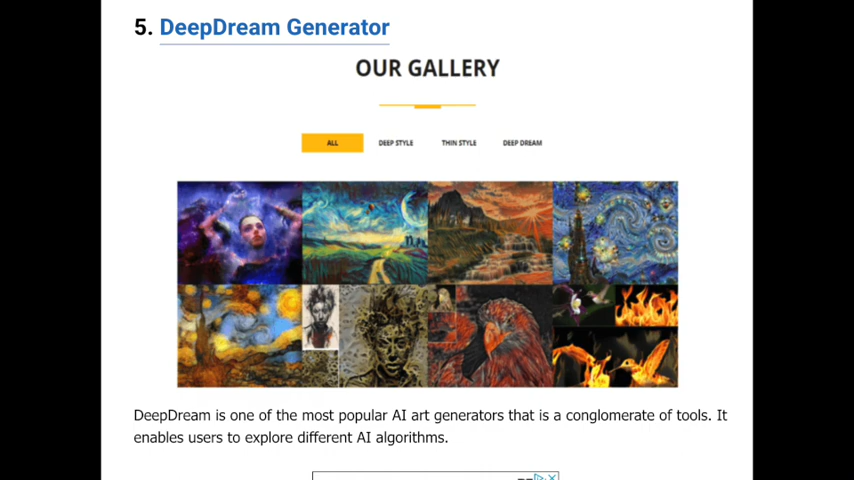 5. DeepDream Generator
OUR GALLERY
ALL DEEP STYLE THIN STYLE DEEP DREAM
DeepDream is one of the most popular AI art generators that is a conglomerate of tools. It
enables users to explore different AI algorithms.